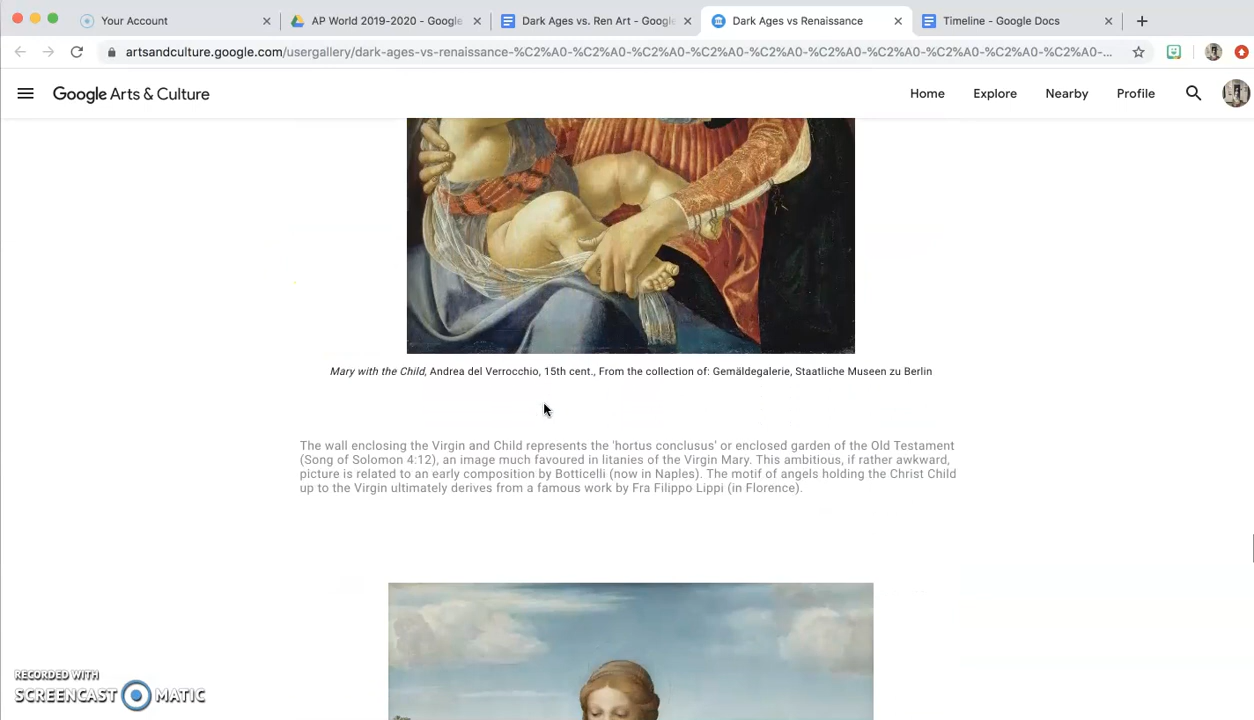 Your Account
AP World 2019-2020 - Google
Dark Ages vs. Ren Art - Google
Dark Ages vs Renaissance
Timeline - Google Docs
artsandculture.google.com/usergallery/dark-ages-vs-renaissance-%C2%A0-%C2%A0-%C2%A0-%C2%A0-%C2%A0-%C2%A0-%C2%A0-%C2%A0-%C2%A0-%C2%A0-%C2%A0-...
Google Arts & Culture
Home
Explore
Nearby
Profile
Mary with the Child, Andrea del Verrocchio, 15th cent., From the collection of: Gemäldegalerie, Staatliche Museen zu Berlin
The wall enclosing the Virgin and Child represents the 'hortus conclusus' or enclosed garden of the Old Testament
(Song of Solomon 4:12), an image much favoured in litanies of the Virgin Mary. This ambitious, if rather awkward,
picture is related to an early composition by Botticelli (now in Naples). The motif of angels holding the Christ Child
up to the Virgin ultimately derives from a famous work by Fra Filippo Lippi (in Florence).
RECORDED WITH
SCREENCAST MATIC